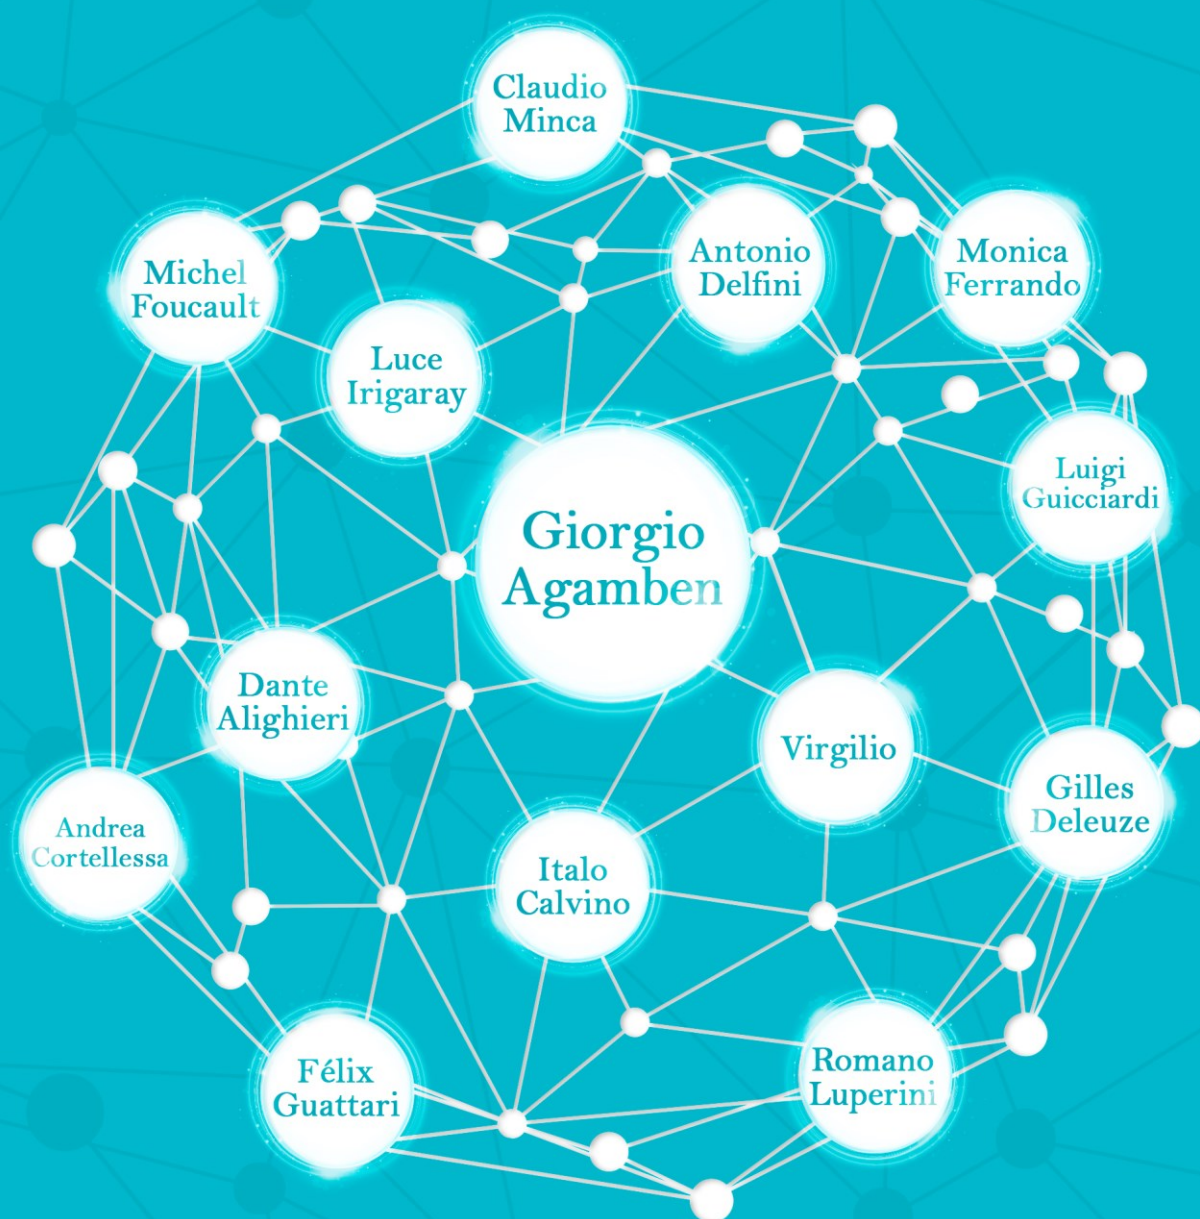 Claudio
Minca
Michel
Foucault
Antonio
Delfini
Monica
Ferrando
Luce
Irigaray
Luigi
Guicciardi
Giorgio
Agamben
Dante
Alighieri
Virgilio
Gilles
Deleuze
Andrea
Cortellessa
Italo
Calvino
Félix
Guattari
Romano
Luperini